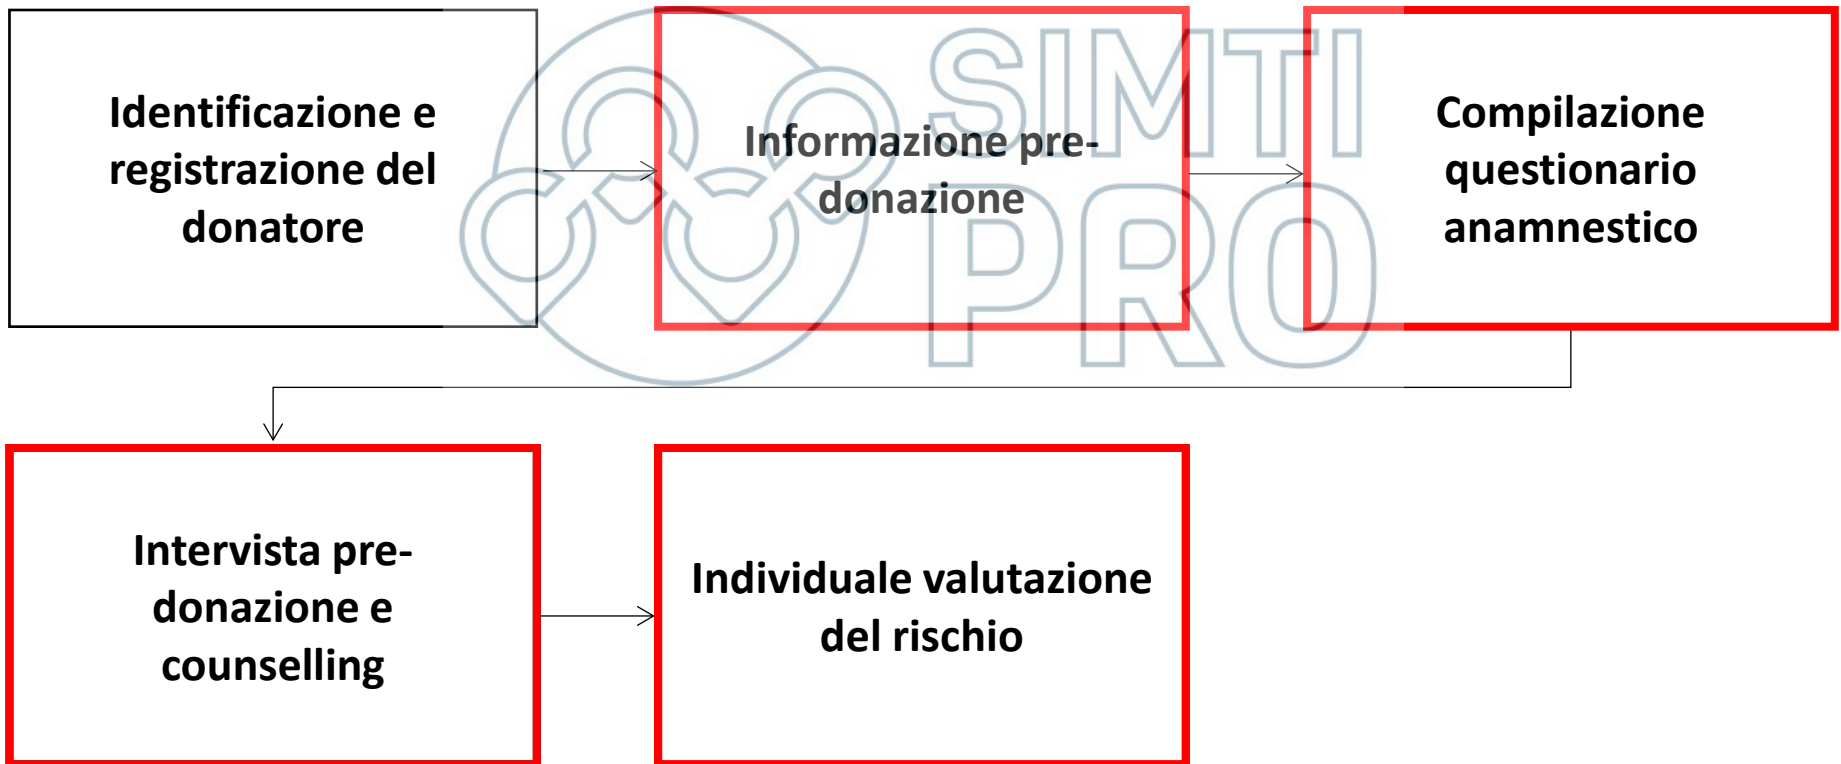 Identificazione e
registrazione del
donatore
Informazione pre-
donazione
Compilazione
questionario
anamnestico
SIMTI
PRO
Intervista pre-
donazione e
counselling
Individuale valutazione
del rischio